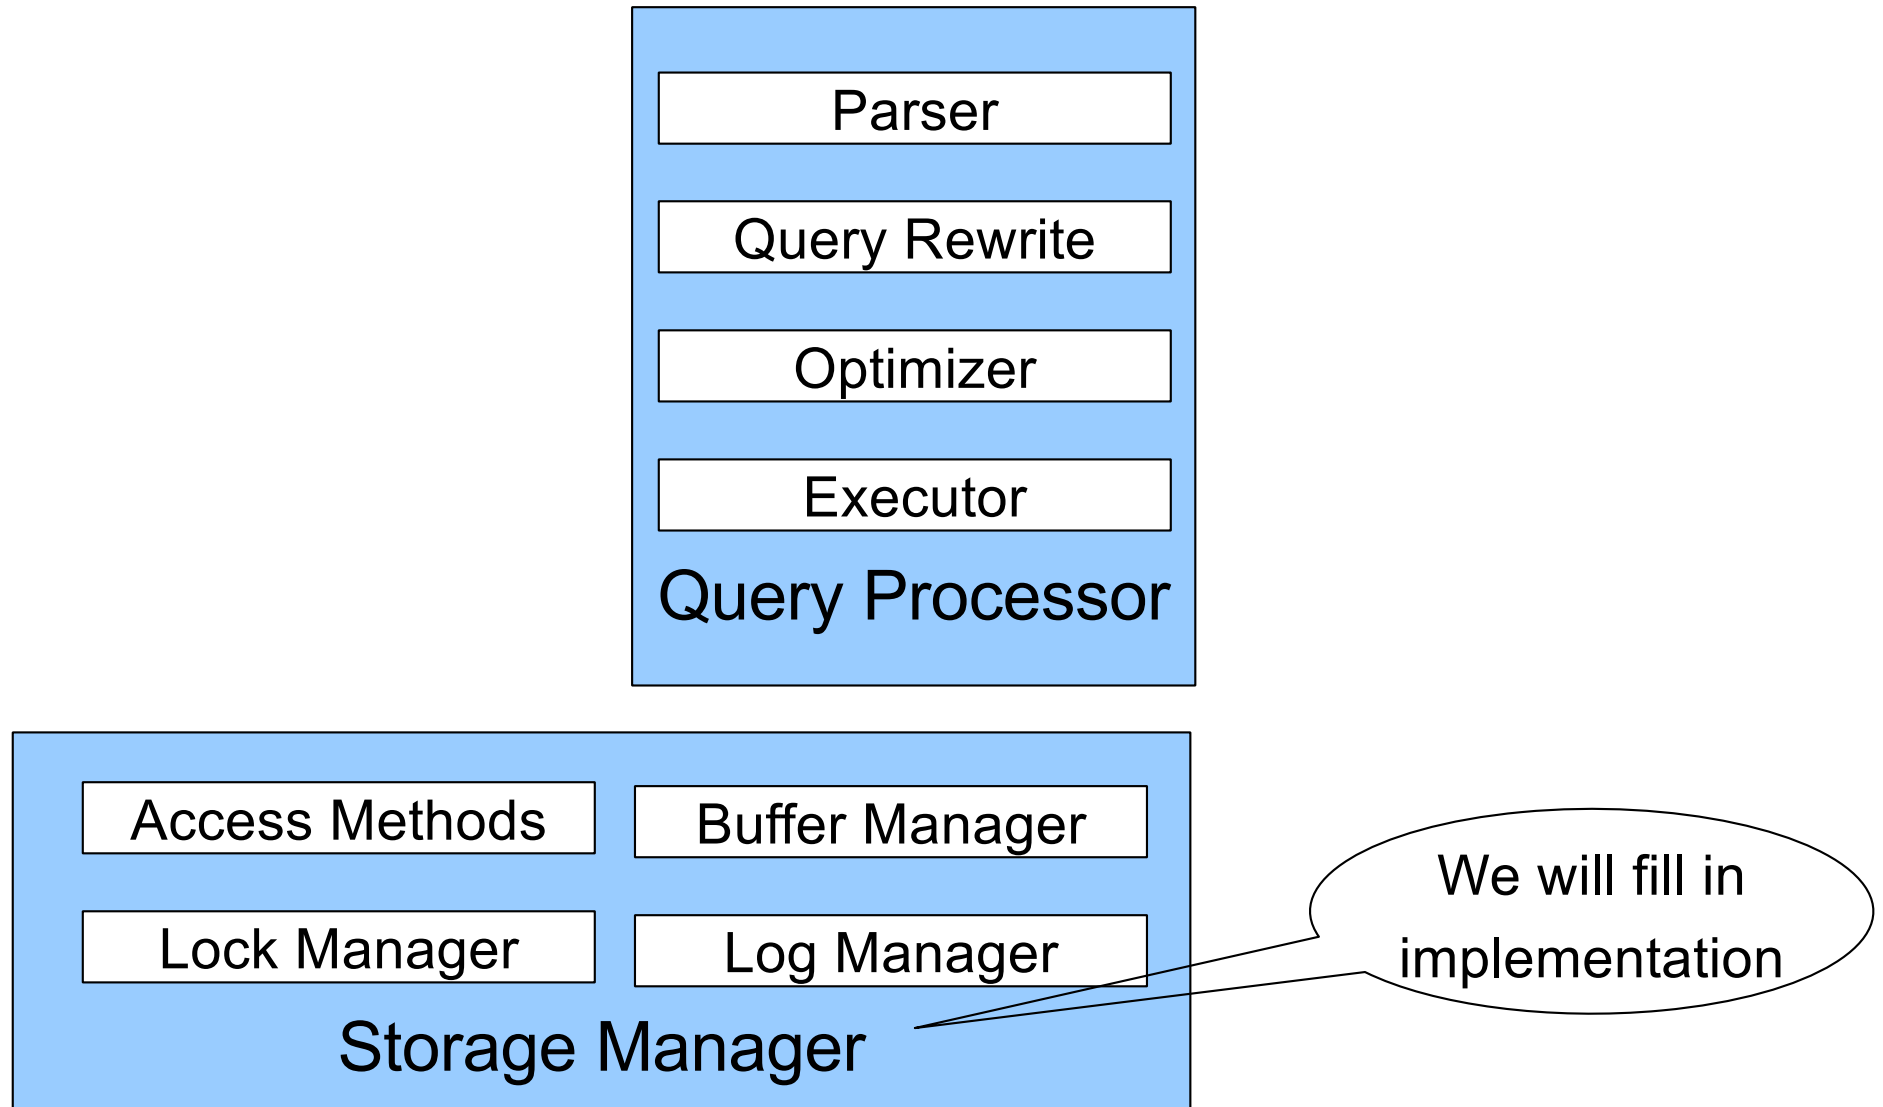 Parser
Query Rewrite
Optimizer
Executor
Query Processor
Access Methods
Buffer Manager
Lock Manager
Log Manager
Storage Manager
We will fill in
implementation